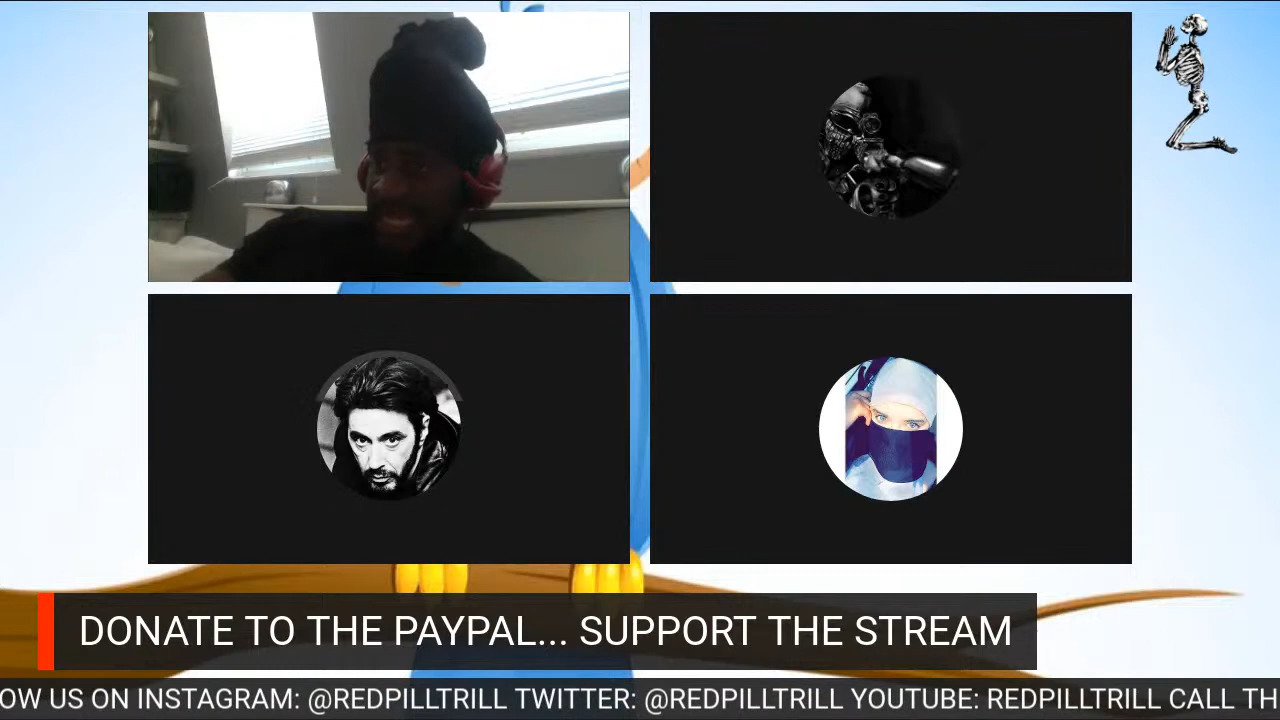 DONATE TO THE PAYPAL... SUPPORT THE STREAM
OW US ON INSTAGRAM: @REDPILLTRILL TWITTER: @REDPILLTRILL YOUTUBE: REDPILLTRILL CALL TH